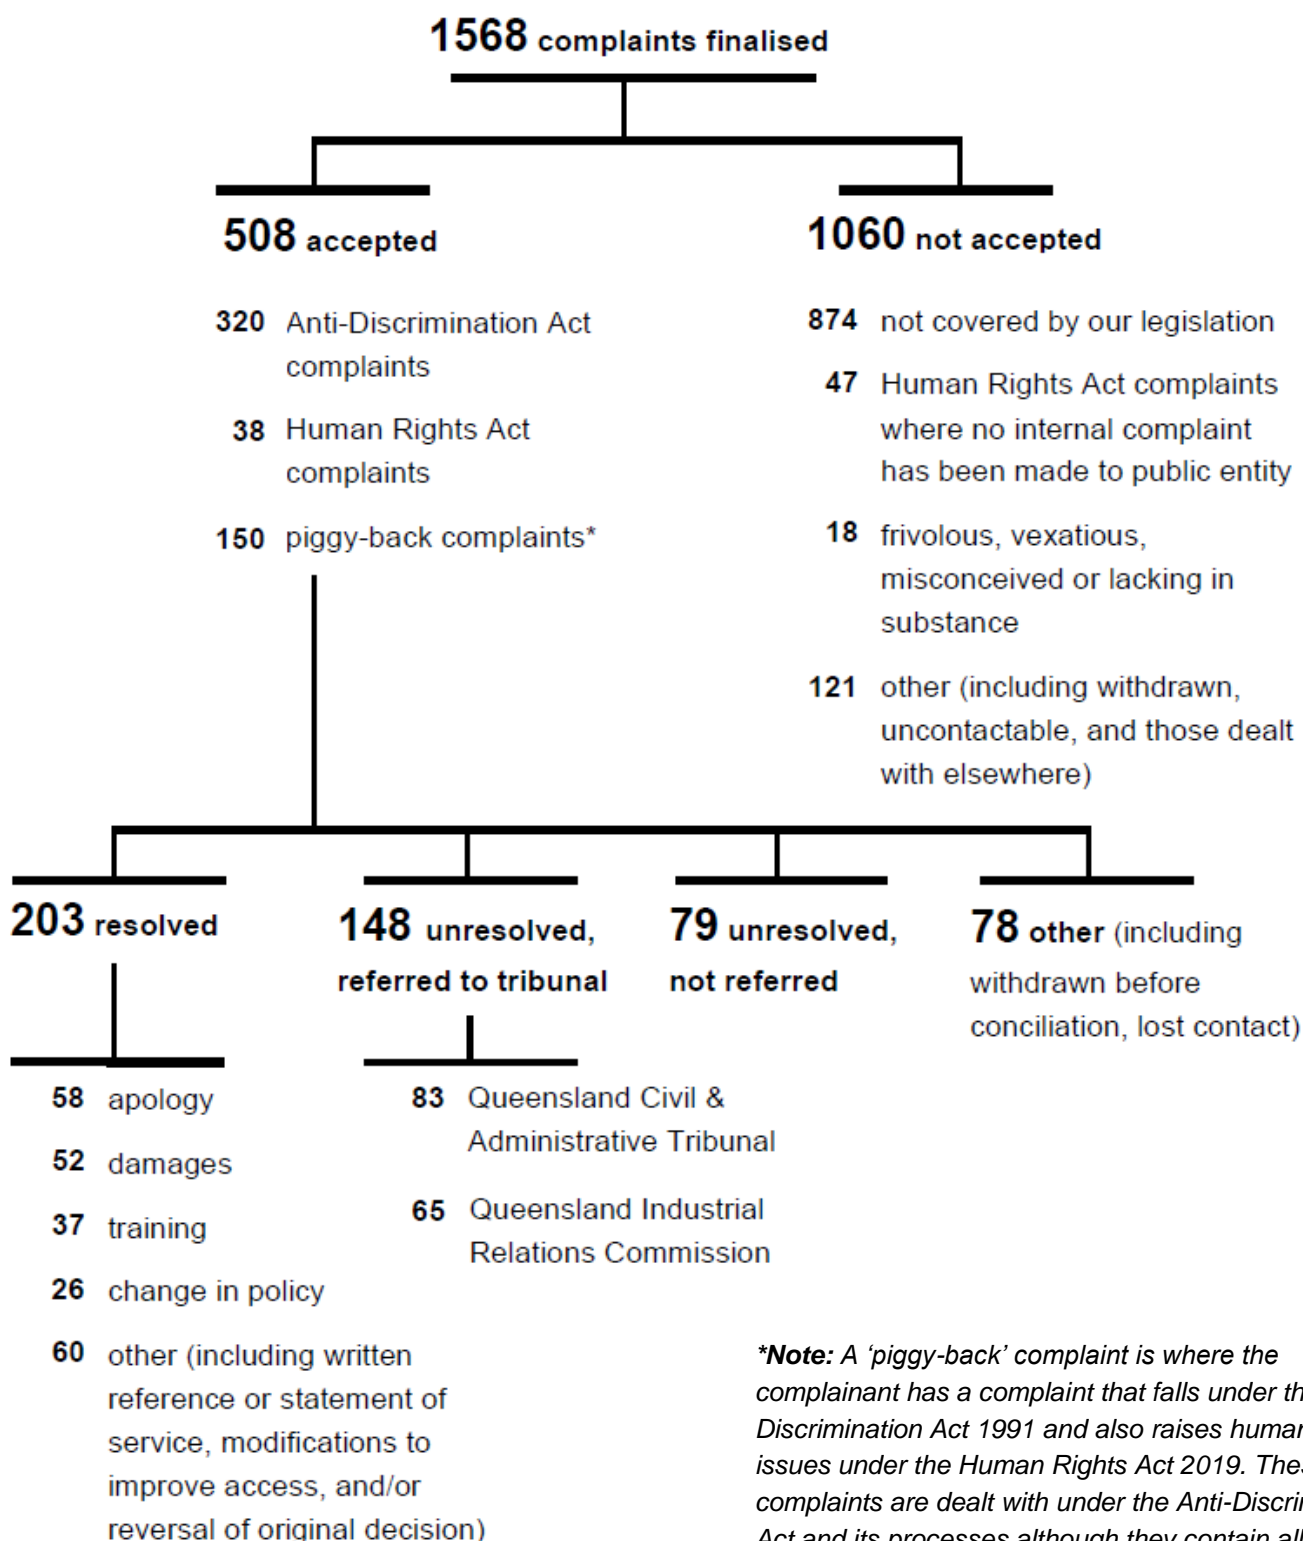 1568 complaints finalised
508 accepted
320 Anti-Discrimination Act
complaints
38 Human Rights Act
complaints
150 piggy-back complaints*
1060 not accepted
874 not covered by our legislation
47 Human Rights Act complaints
where no internal complaint
has been made to public entity
18 frivolous, vexatious,
misconceived or lacking in
substance
121 other (including withdrawn,
uncontactable, and those dealt
with elsewhere)
203 resolved
58 apology
52 damages
37 training
26 change in policy
60 other (including written
reference or statement of
service, modifications to
improve access, and/or
reversal of original decision)
148 unresolved,
referred to tribunal
83 Queensland Civil &
Administrative Tribunal
65 Queensland Industrial
Relations Commission
79 unresolved,
not referred
78 other (including
withdrawn before
conciliation, lost contact)
*Note: A ‘piggy-back’ complaint is where the
complainant has a complaint that falls under
Discrimination Act 1991 and also raises human
issues under the Human Rights Act 2019.
complaints are dealt with under the
Act and its processes although they contain